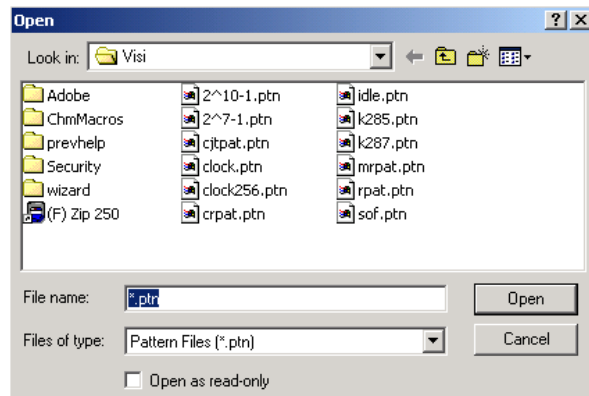 Open
Look in: Visi
Adobe 2^10-1.ptn idle.ptn
ChmMacros 2^7-1.ptn k285.ptn
prevhelp cjtpat.ptn k287.ptn
Security clock.ptn mrpat.ptn
wizard clock256.ptn rpat.ptn
(F) Zip 250 crpat.ptn sof.ptn
File name: *.ptn Open
Files of type: Pattern Files (*.ptn) Cancel
Open as read-only